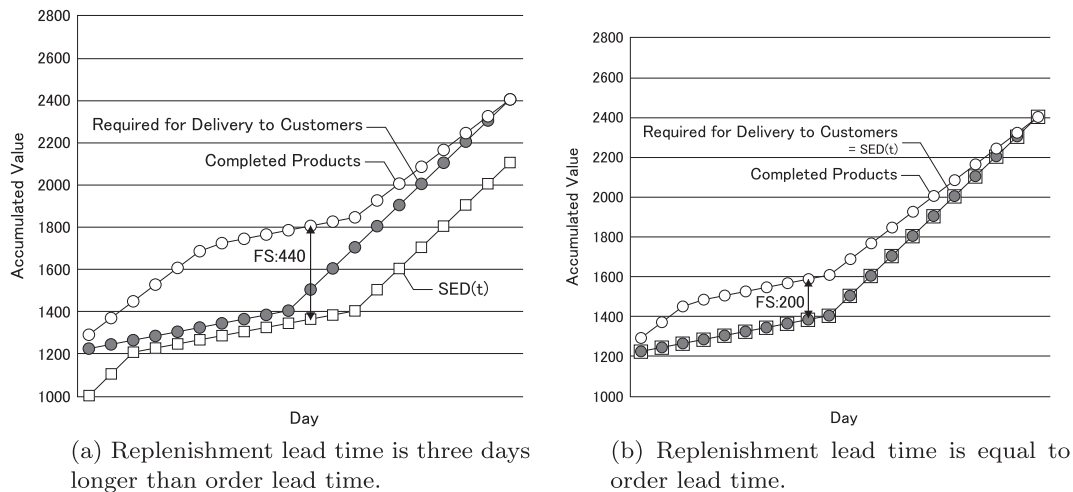 2800
2600
2400
2200
2000
1800
1600
1400
1200
1000
Accumulated Value
Required for Delivery to Customers
Completed Products
FS:440
SED(t)
Day
(a) Replenishment lead time is three days
longer than order lead time.
2800
2600
2400
2200
2000
1800
1600
1400
1200
1000
Accumulated Value
Required for Delivery to Customers
= SED(t)
Completed Products
FS:200
Day
(b) Replenishment lead time is equal to
order lead time.